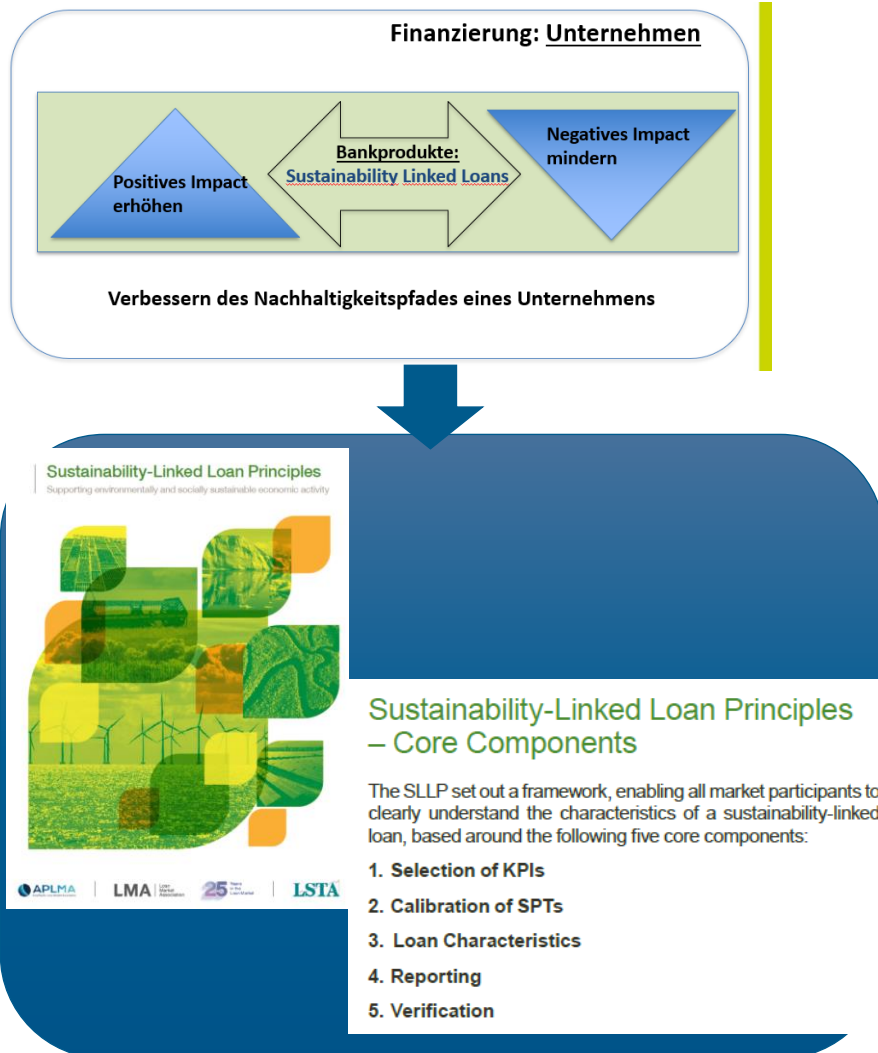 Finanzierung: Unternehmen
Positives Impact
erhöhen
Bankprodukte:
Sustainability Linked Loans
Negatives Impact
mindern
Verbessern des Nachhaltigkeitspfades eines Unternehmens
Sustainability-Linked Loan Principles
Supporting environmentally and socially sustainable economic activity
APLMA
LMA
Loan
Market
Association
25
LSTA
Sustainability-Linked Loan Principles
– Core Components
The SLLP set out a framework, enabling all market participants to
clearly understand the characteristics of a sustainability-linked
loan, based around the following five core components:
1. Selection of KPIs
2. Calibration of SPTs
3. Loan Characteristics
4. Reporting
5. Verification